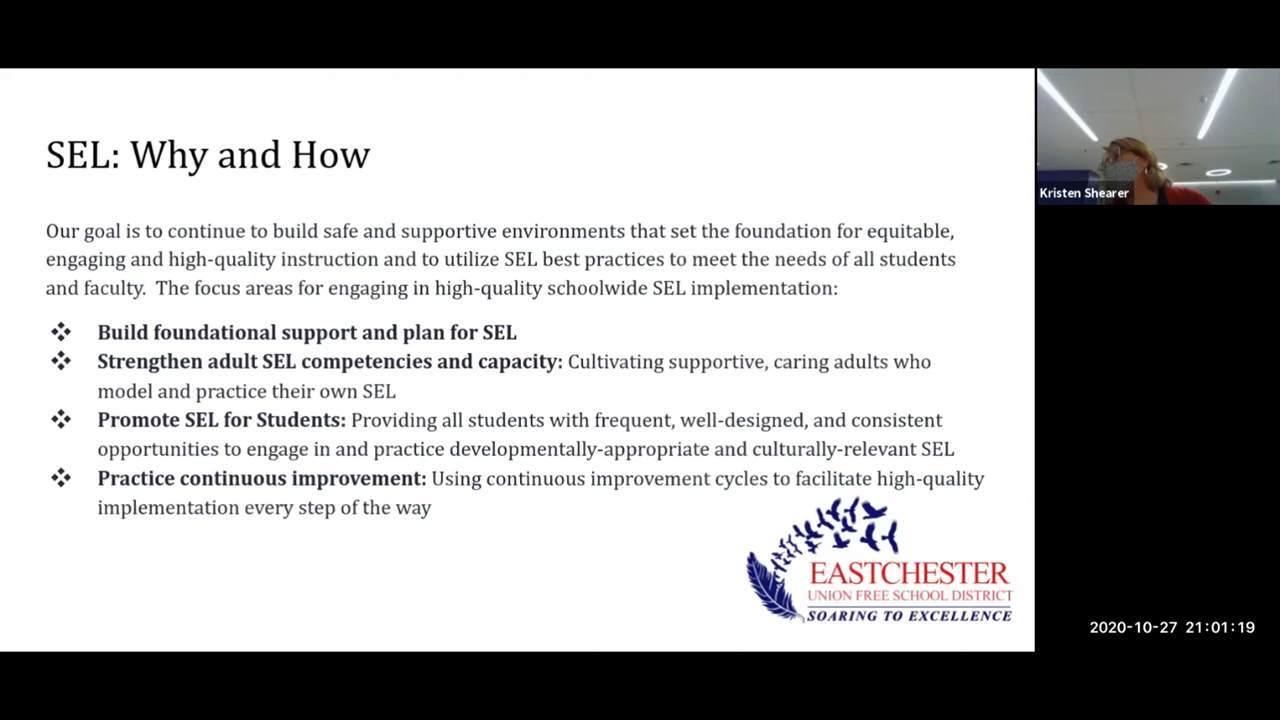 SEL: Why and How
Our goal is to continue to build safe and supportive environments that set the foundation for equitable,
engaging and high-quality instruction and to utilize SEL best practices to meet the needs of all students
and faculty.  The focus areas for engaging in high-quality schoolwide SEL implementation:
❖ Build foundational support and plan for SEL
❖ Strengthen adult SEL competencies and capacity: Cultivating supportive, caring adults who
model and practice their own SEL
❖ Promote SEL for Students: Providing all students with frequent, well-designed, and consistent
opportunities to engage in and practice developmentally-appropriate and culturally-relevant SEL
❖ Practice continuous improvement: Using continuous improvement cycles to facilitate high-quality
implementation every step of the way
EASTCHESTER
UNION FREE SCHOOL DISTRICT
SOARING TO EXCELLENCE
Kristen Shearer
2020-10-27 21:01:19